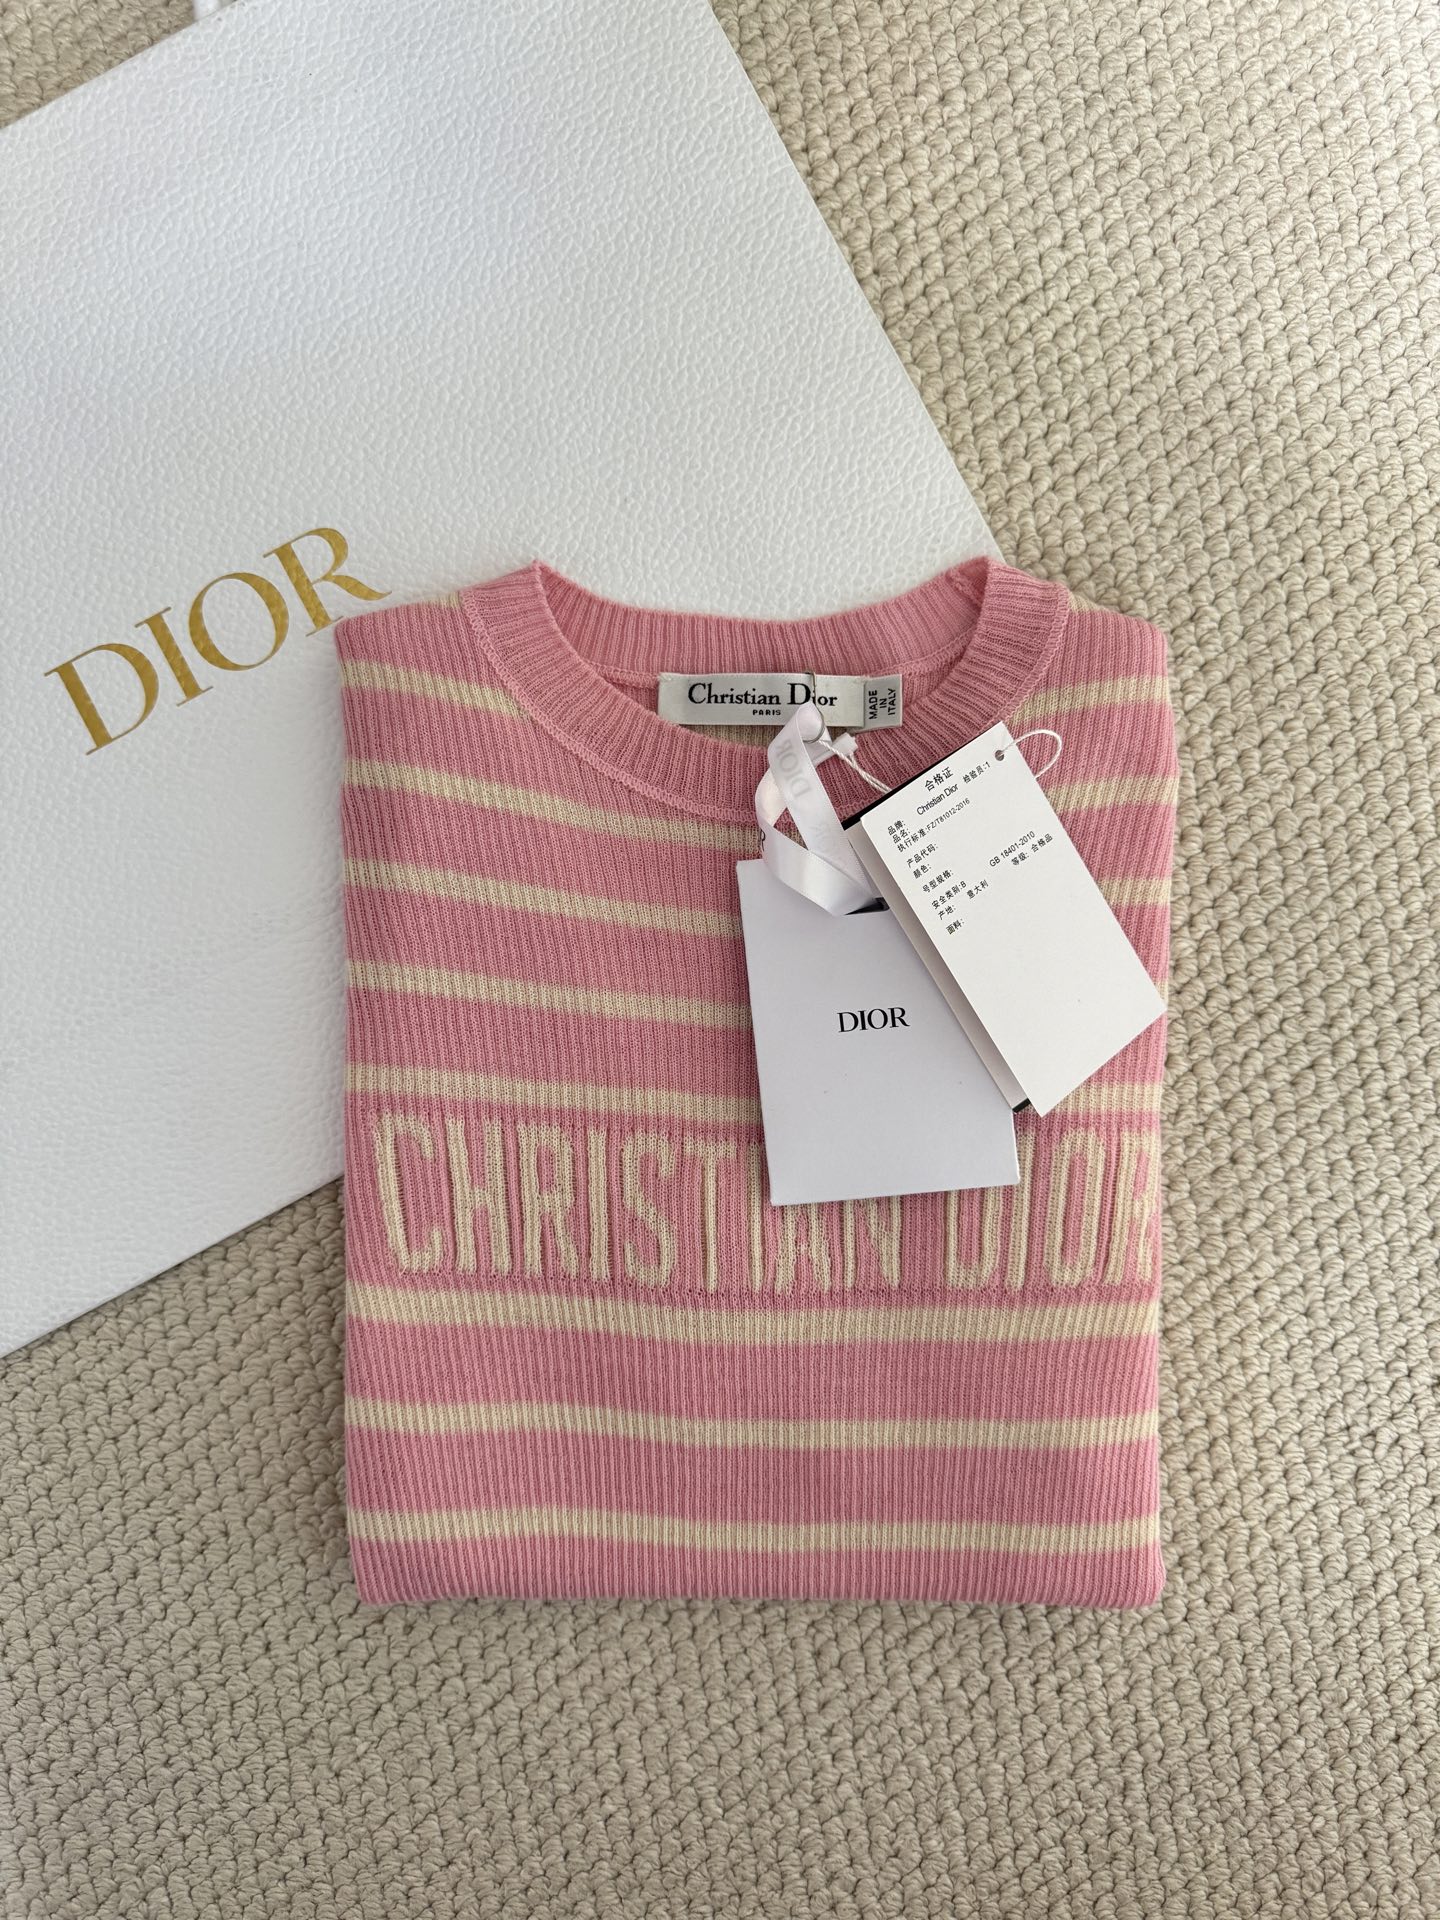 DIOR
Christian Dior
PARIS
MADE
IN
ITALY
DIOR
合格证
品牌: Christian Dior 检验员:1
品名:
执行标准:FZ/T81012-2016
产品代码:
颜色:
号型规格: GB 18401-2010
安全类别:B 等级: 合格品
产地: 意大利
面料:
DIOR
CHRISTIAN DIOR